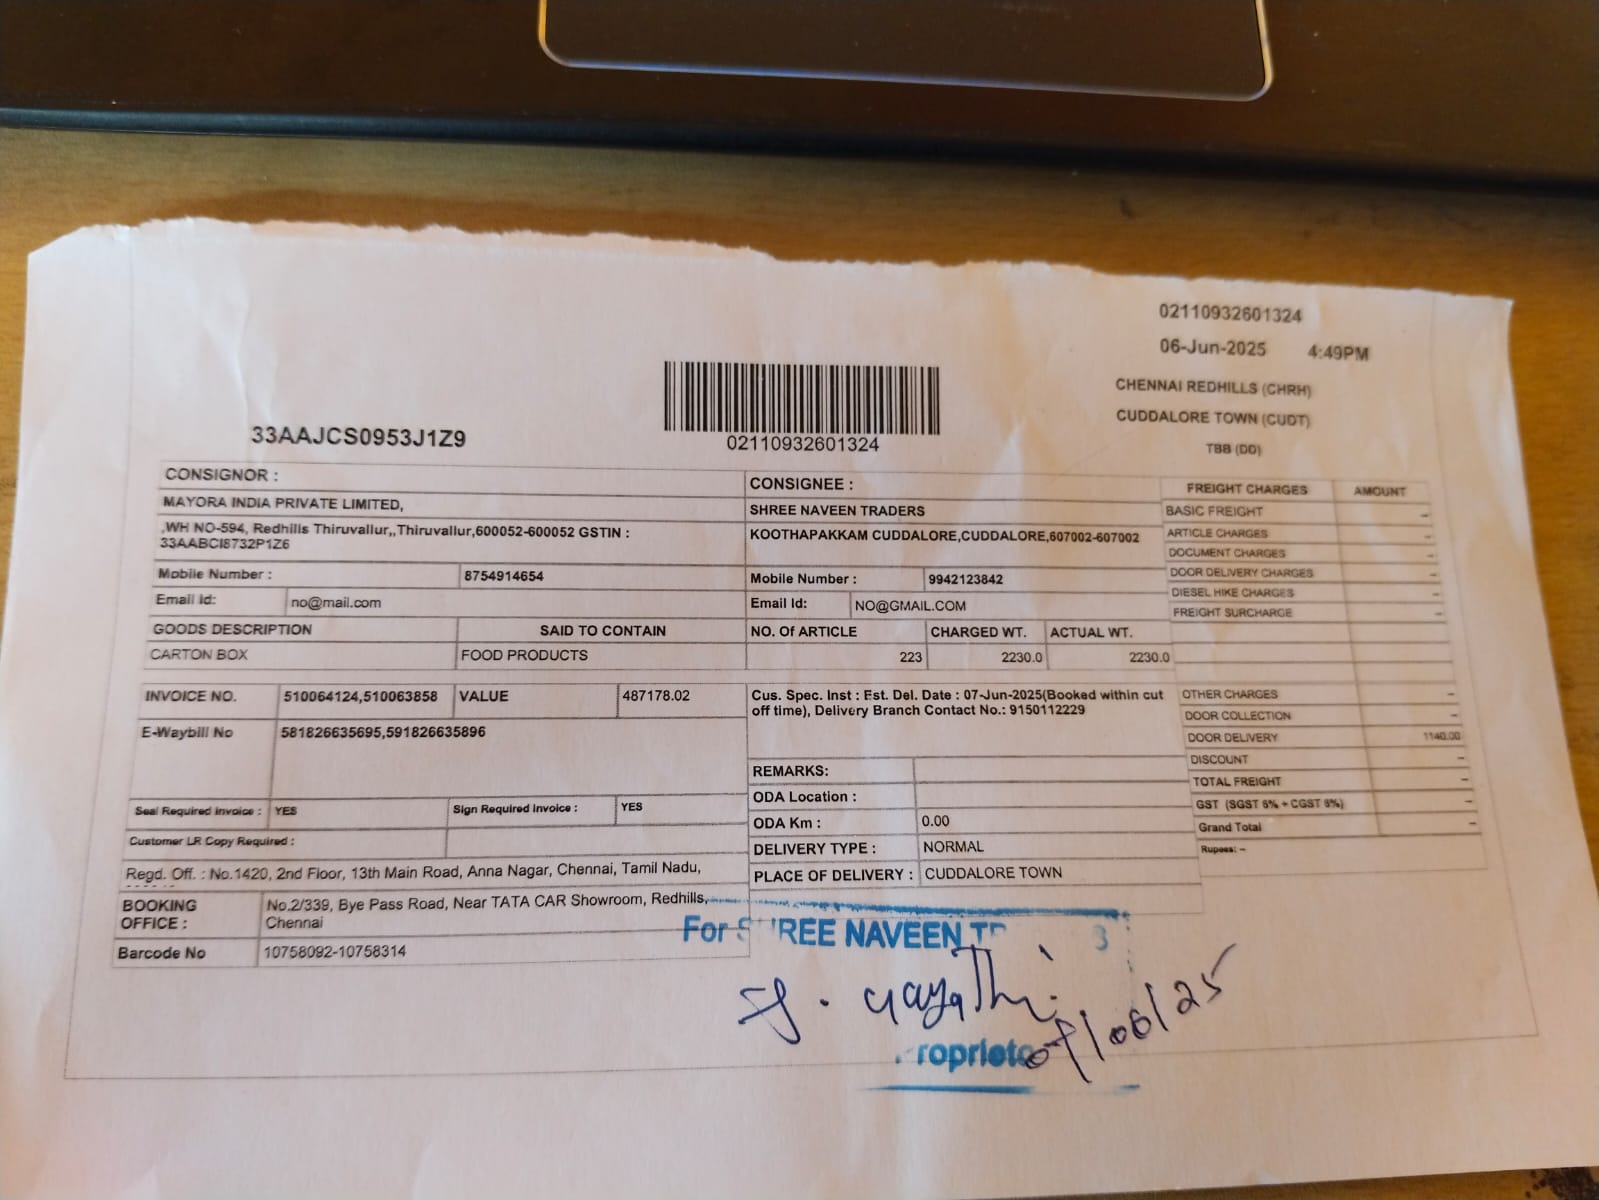 02110932601324
06-Jun-2025 4:49PM
CHENNAI REDHILLS (CHRH)
CUDDALORE TOWN (CUDT)
TBB (DD)
02110932601324
33AAJCS0953J1Z9
CONSIGNOR :
MAYORA INDIA PRIVATE LIMITED,
,WH NO-594, Redhills Thiruvallur,,Thiruvallur,600052-600052 GSTIN :
33AABCI8732P1Z6
Mobile Number : 8754914654
Email Id: no@mail.com
CONSIGNEE :
SHREE NAVEEN TRADERS
KOOTHAPAKKAM CUDDALORE,CUDDALORE,607002-607002
Mobile Number : 9942123842
Email Id: NO@GMAIL.COM
GOODS DESCRIPTION SAID TO CONTAIN NO. Of ARTICLE CHARGED WT. ACTUAL WT.
CARTON BOX FOOD PRODUCTS 223 2230.0 2230.0
INVOICE NO. 510064124,510063858 VALUE 487178.02
E-Waybill No 581826635695,591826635896
Seal Required Invoice : YES Sign Required Invoice : YES
Customer LR Copy Required :
Regd. Off. : No.1420, 2nd Floor, 13th Main Road, Anna Nagar, Chennai, Tamil Nadu,
BOOKING OFFICE : No.2/339, Bye Pass Road, Near TATA CAR Showroom, Redhills,
Chennai
Barcode No 10758092-10758314
Cus. Spec. Inst : Est. Del. Date : 07-Jun-2025(Booked within cut
off time), Delivery Branch Contact No.: 9150112229
REMARKS:
ODA Location :
ODA Km : 0.00
DELIVERY TYPE : NORMAL
PLACE OF DELIVERY : CUDDALORE TOWN
FREIGHT CHARGES AMOUNT
BASIC FREIGHT –
ARTICLE CHARGES –
DOCUMENT CHARGES –
DOOR DELIVERY CHARGES –
DIESEL HIKE CHARGES –
FREIGHT SURCHARGE –
OTHER CHARGES –
DOOR COLLECTION –
DOOR DELIVERY 1140.00
DISCOUNT –
TOTAL FREIGHT –
GST (SGST 6% + CGST 6%) –
Grand Total –
Rupees: –
For SHREE NAVEEN TR
roprieto
07/06/25